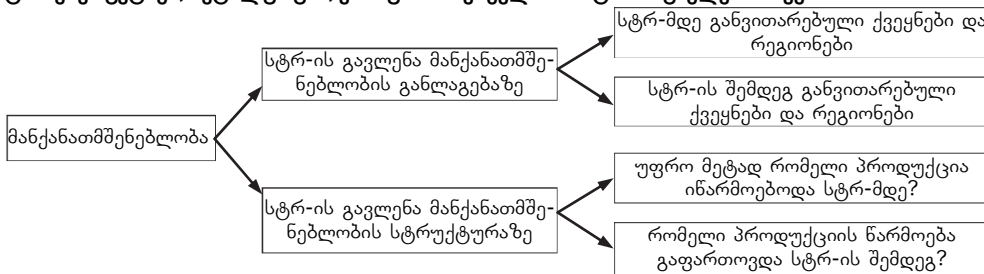 სტრ-მდე განვითარებული ქვეყნები და
რეგიონები
სტრ-ის გავლენა მანქანათმშე-
ნებლობის განლაგებაზე
სტრ-ის შემდეგ განვითარებული
ქვეყნები და რეგიონები
მანქანათმშენებლობა
უფრო მეტად რომელი პროდუქცია
იწარმოებოდა სტრ-მდე?
სტრ-ის გავლენა მანქანათმშე-
ნებლობის სტრუქტურაზე
რომელი პროდუქციის წარმოება
გაფართოვდა სტრ-ის შემდეგ?